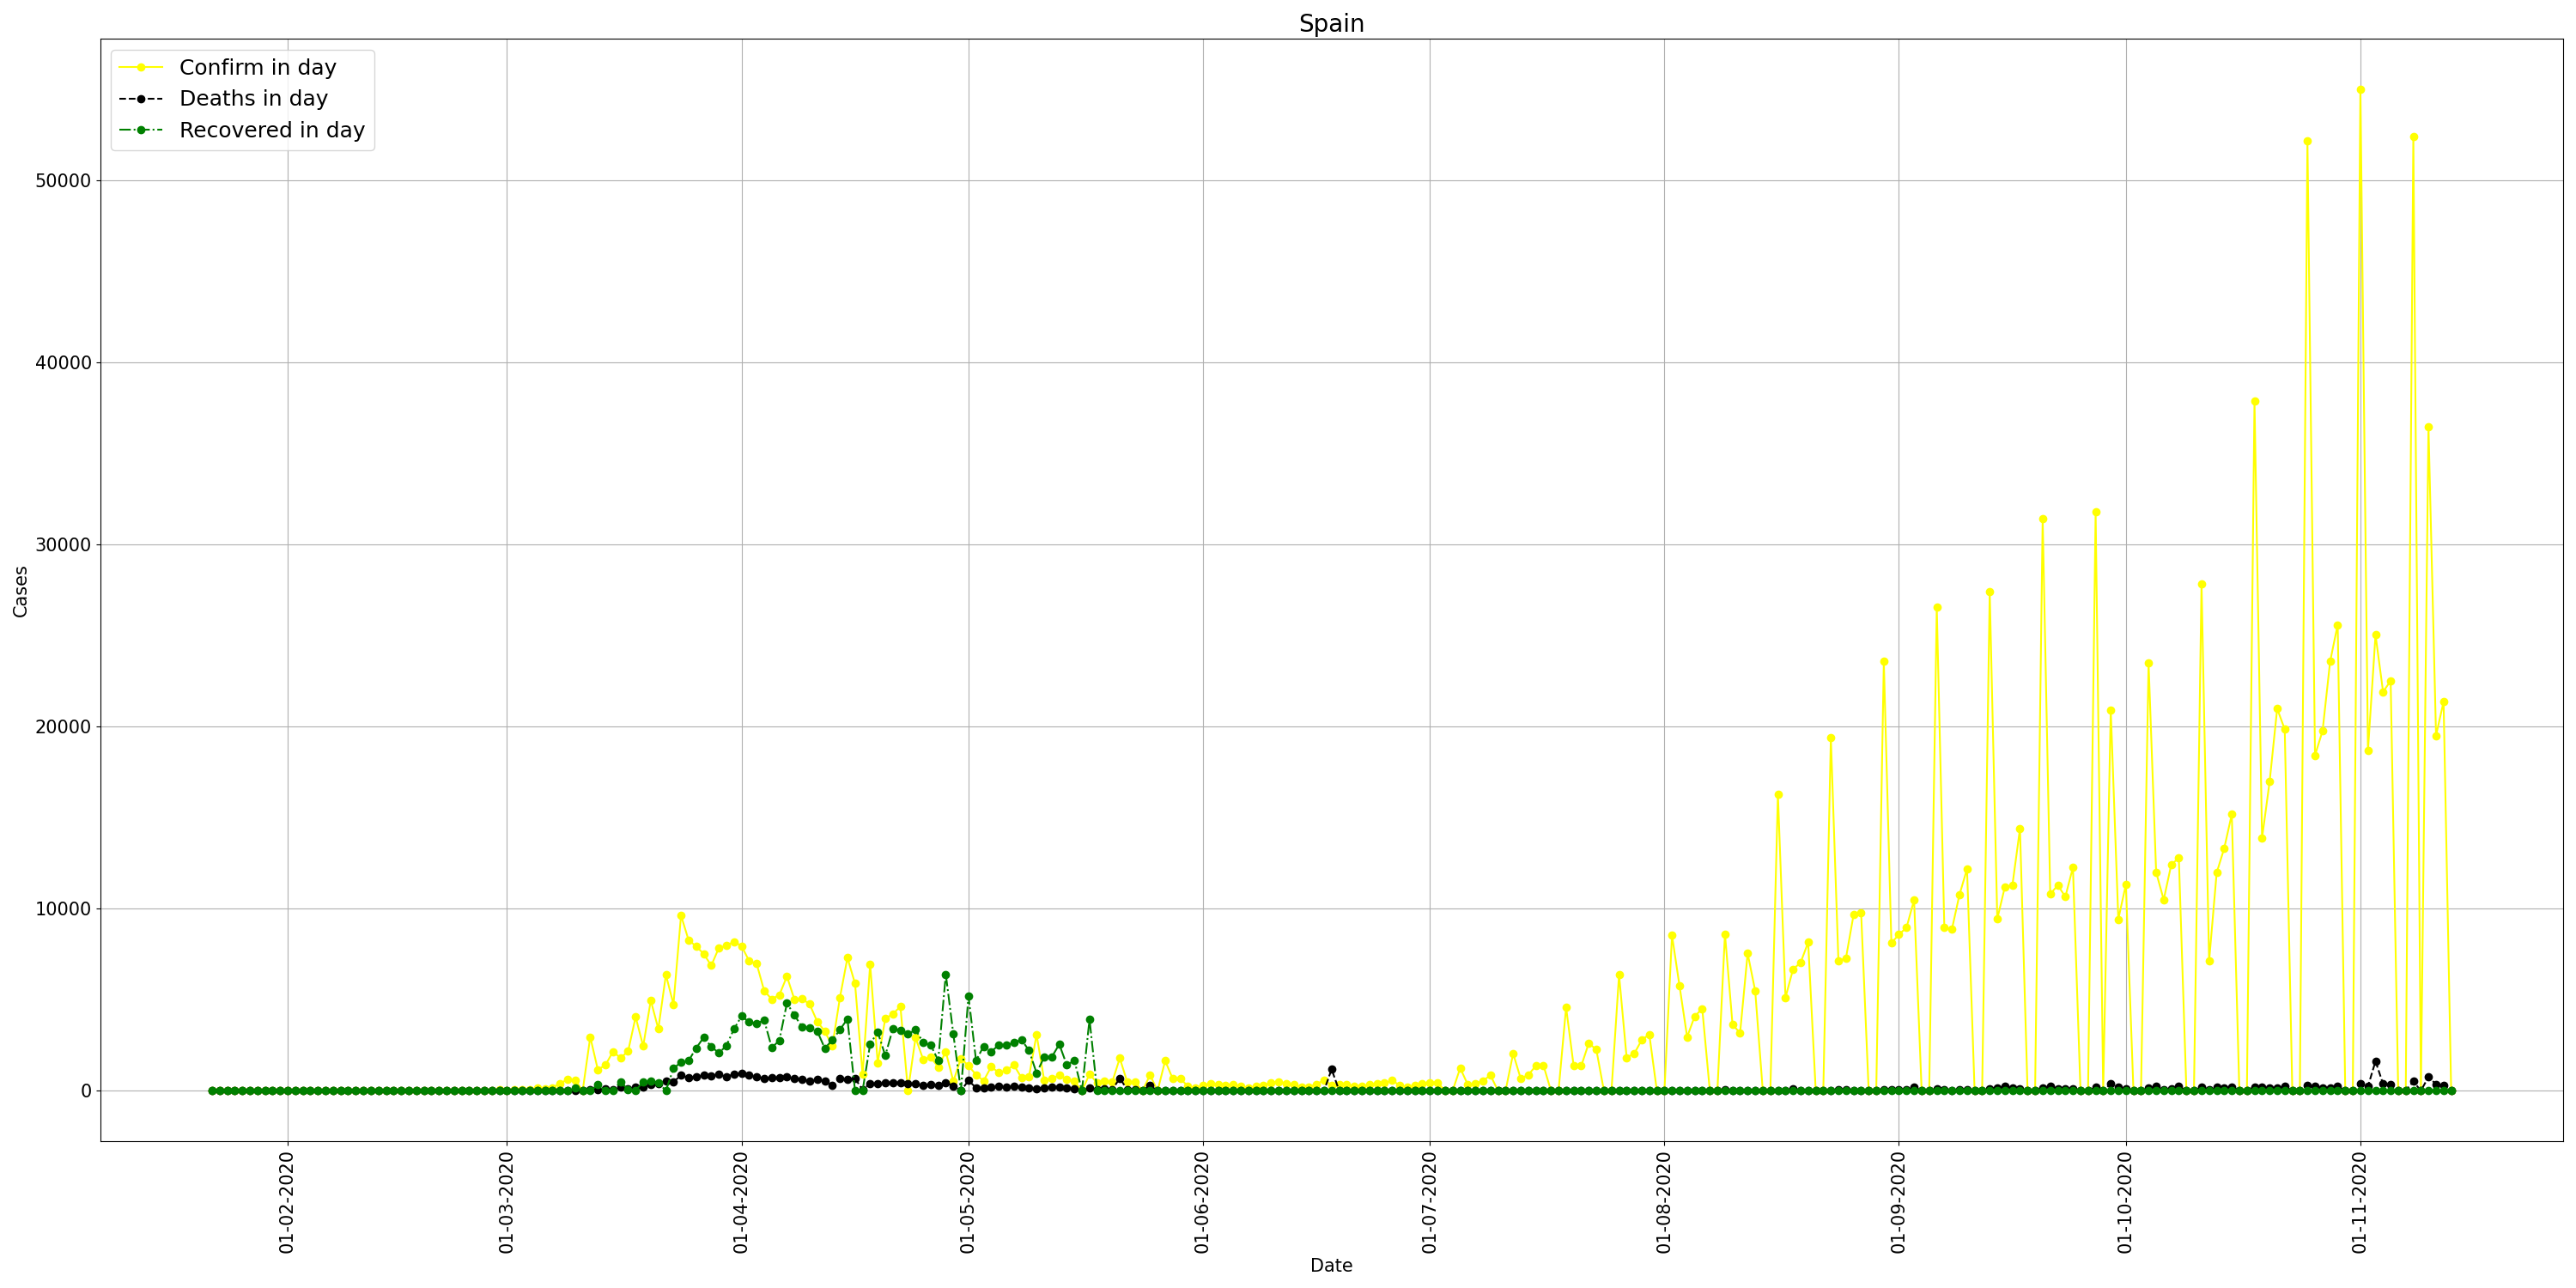 Spain
Confirm in day
Deaths in day
Recovered in day
50000
40000
30000
20000
10000
0
Cases
01-02-2020
01-03-2020
01-04-2020
01-05-2020
01-06-2020
01-07-2020
01-08-2020
01-09-2020
01-10-2020
01-11-2020
Date